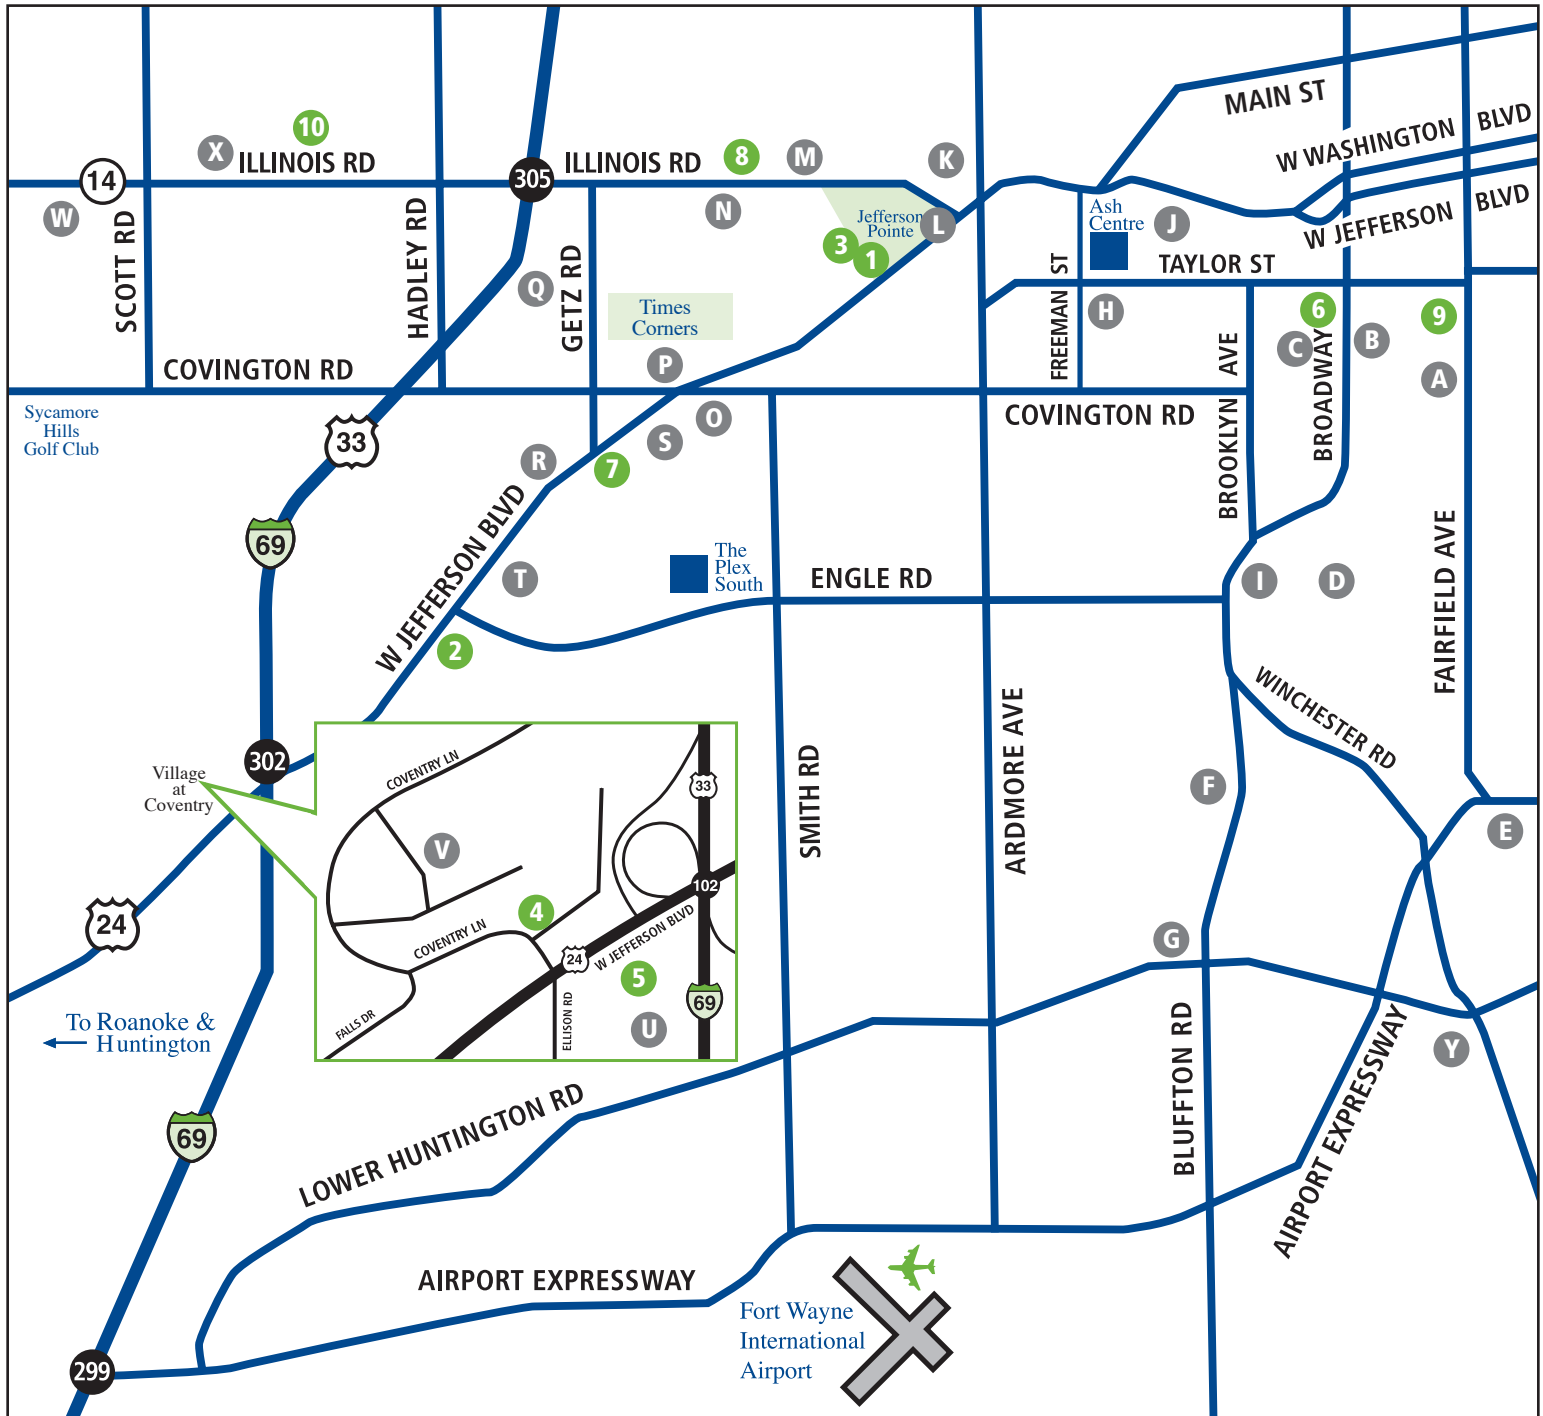 MAIN ST
W WASHINGTON BLVD
W JEFFERSON BLVD
10
X
ILLINOIS RD
ILLINOIS RD
8
M
K
14
305
W
N
Jefferson
Pointe
L
3
1
Ash
Centre
J
TAYLOR ST
SCOTT RD
HADLEY RD
GETZ RD
Q
Times
Corners
FREEMAN ST
H
6
9
C
B
BROADWAY
A
P
COVINGTON RD
COVINGTON RD
BROOKLYN AVE
Sycamore
Hills
Golf Club
33
O
S
R
7
69
W JEFFERSON BLVD
T
The
Plex
South
ENGLE RD
I
D
FAIRFIELD AVE
2
WINCHESTER RD
302
Village
at
Coventry
COVENTRY LN
33
V
102
4
COVENTRY LN
24
W JEFFERSON BLVD
5
69
FALLS DR
ELLISON RD
U
SMITH RD
ARDMORE AVE
F
E
24
G
To Roanoke &
Huntington
BLUFFTON RD
AIRPORT EXPRESSWAY
Y
69
LOWER HUNTINGTON RD
AIRPORT EXPRESSWAY
Fort Wayne
International
Airport
299